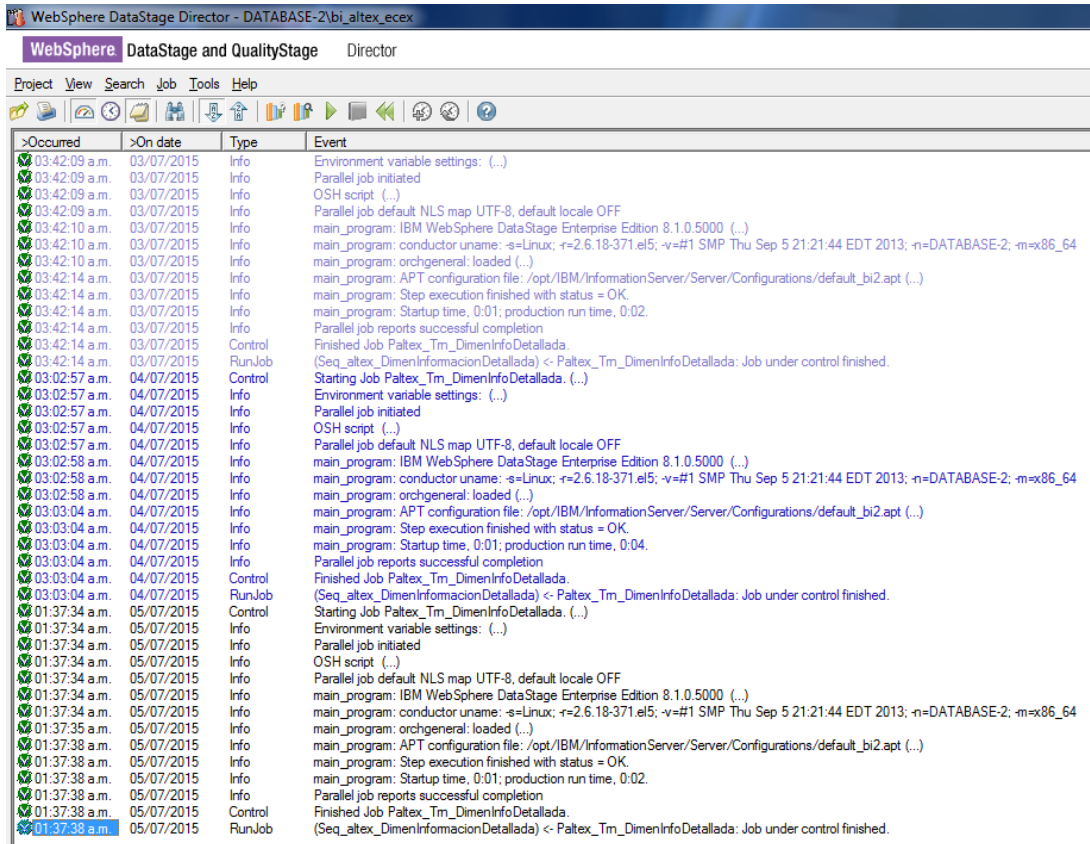 WebSphere DataStage Director - DATABASE-2\bi_altex_ecex
WebSphere. DataStage and QualityStage Director
Project View Search Job Tools Help
>Occurred >On date Type Event
03:42:09 a.m. 03/07/2015 Info Environment variable settings: (...)
03:42:09 a.m. 03/07/2015 Info Parallel job initiated
03:42:09 a.m. 03/07/2015 Info OSH script (...)
03:42:09 a.m. 03/07/2015 Info Parallel job default NLS map UTF-8, default locale OFF
03:42:10 a.m. 03/07/2015 Info main_program: IBM WebSphere DataStage Enterprise Edition 8.1.0.5000 (...)
03:42:10 a.m. 03/07/2015 Info main_program: conductor uname: -s=Linux; -r=2.6.18-371.el5; -v=#1 SMP Thu Sep 5 21:21:44 EDT 2013; -n=DATABASE-2; -m=x86_64
03:42:10 a.m. 03/07/2015 Info main_program: orchgeneral: loaded (...)
03:42:14 a.m. 03/07/2015 Info main_program: APT configuration file: /opt/IBM/InformationServer/Server/Configurations/default_bi2.apt (...)
03:42:14 a.m. 03/07/2015 Info main_program: Step execution finished with status = OK.
03:42:14 a.m. 03/07/2015 Info main_program: Startup time, 0:01; production run time, 0:02.
03:42:14 a.m. 03/07/2015 Info Parallel job reports successful completion
03:42:14 a.m. 03/07/2015 Control Finished Job Paltex_Trn_DimenInfoDetallada.
03:42:14 a.m. 03/07/2015 RunJob (Seq_altex_DimenInformacionDetallada) <- Paltex_Trn_DimenInfoDetallada: Job under control finished.
03:02:57 a.m. 04/07/2015 Control Starting Job Paltex_Trn_DimenInfoDetallada. (...)
03:02:57 a.m. 04/07/2015 Info Environment variable settings: (...)
03:02:57 a.m. 04/07/2015 Info Parallel job initiated
03:02:57 a.m. 04/07/2015 Info OSH script (...)
03:02:57 a.m. 04/07/2015 Info Parallel job default NLS map UTF-8, default locale OFF
03:02:58 a.m. 04/07/2015 Info main_program: IBM WebSphere DataStage Enterprise Edition 8.1.0.5000 (...)
03:02:58 a.m. 04/07/2015 Info main_program: conductor uname: -s=Linux; -r=2.6.18-371.el5; -v=#1 SMP Thu Sep 5 21:21:44 EDT 2013; -n=DATABASE-2; -m=x86_64
03:02:58 a.m. 04/07/2015 Info main_program: orchgeneral: loaded (...)
03:03:04 a.m. 04/07/2015 Info main_program: APT configuration file: /opt/IBM/InformationServer/Server/Configurations/default_bi2.apt (...)
03:03:04 a.m. 04/07/2015 Info main_program: Step execution finished with status = OK.
03:03:04 a.m. 04/07/2015 Info main_program: Startup time, 0:01; production run time, 0:04.
03:03:04 a.m. 04/07/2015 Info Parallel job reports successful completion
03:03:04 a.m. 04/07/2015 Control Finished Job Paltex_Trn_DimenInfoDetallada.
03:03:04 a.m. 04/07/2015 RunJob (Seq_altex_DimenInformacionDetallada) <- Paltex_Trn_DimenInfoDetallada: Job under control finished.
01:37:34 a.m. 05/07/2015 Control Starting Job Paltex_Trn_DimenInfoDetallada. (...)
01:37:34 a.m. 05/07/2015 Info Environment variable settings: (...)
01:37:34 a.m. 05/07/2015 Info Parallel job initiated
01:37:34 a.m. 05/07/2015 Info OSH script (...)
01:37:34 a.m. 05/07/2015 Info Parallel job default NLS map UTF-8, default locale OFF
01:37:34 a.m. 05/07/2015 Info main_program: IBM WebSphere DataStage Enterprise Edition 8.1.0.5000 (...)
01:37:34 a.m. 05/07/2015 Info main_program: conductor uname: -s=Linux; -r=2.6.18-371.el5; -v=#1 SMP Thu Sep 5 21:21:44 EDT 2013; -n=DATABASE-2; -m=x86_64
01:37:35 a.m. 05/07/2015 Info main_program: orchgeneral: loaded (...)
01:37:38 a.m. 05/07/2015 Info main_program: APT configuration file: /opt/IBM/InformationServer/Server/Configurations/default_bi2.apt (...)
01:37:38 a.m. 05/07/2015 Info main_program: Step execution finished with status = OK.
01:37:38 a.m. 05/07/2015 Info main_program: Startup time, 0:01; production run time, 0:02.
01:37:38 a.m. 05/07/2015 Info Parallel job reports successful completion
01:37:38 a.m. 05/07/2015 Control Finished Job Paltex_Trn_DimenInfoDetallada.
01:37:38 a.m. 05/07/2015 RunJob (Seq_altex_DimenInformacionDetallada) <- Paltex_Trn_DimenInfoDetallada: Job under control finished.